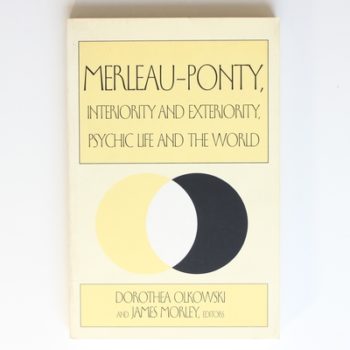 MERLEAU-PONTY,
INTERIORITY AND EXTERIORITY,
PSYCHIC LIFE AND THE WORLD
DOROTHEA OLKOWSKI
AND JAMES MORLEY, EDITORS